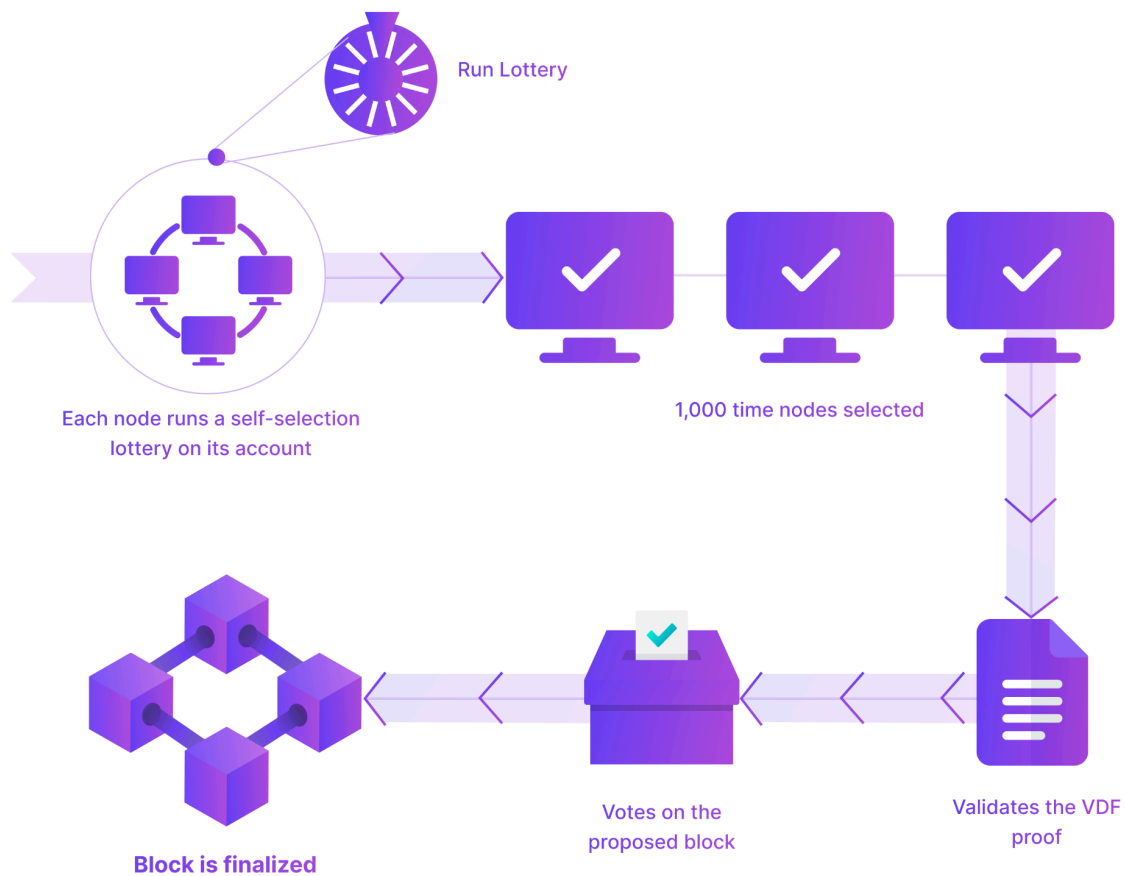 Run Lottery
Each node runs a self-selection
lottery on its account
1,000 time nodes selected
Validates the VDF
proof
Votes on the
proposed block
Block is finalized